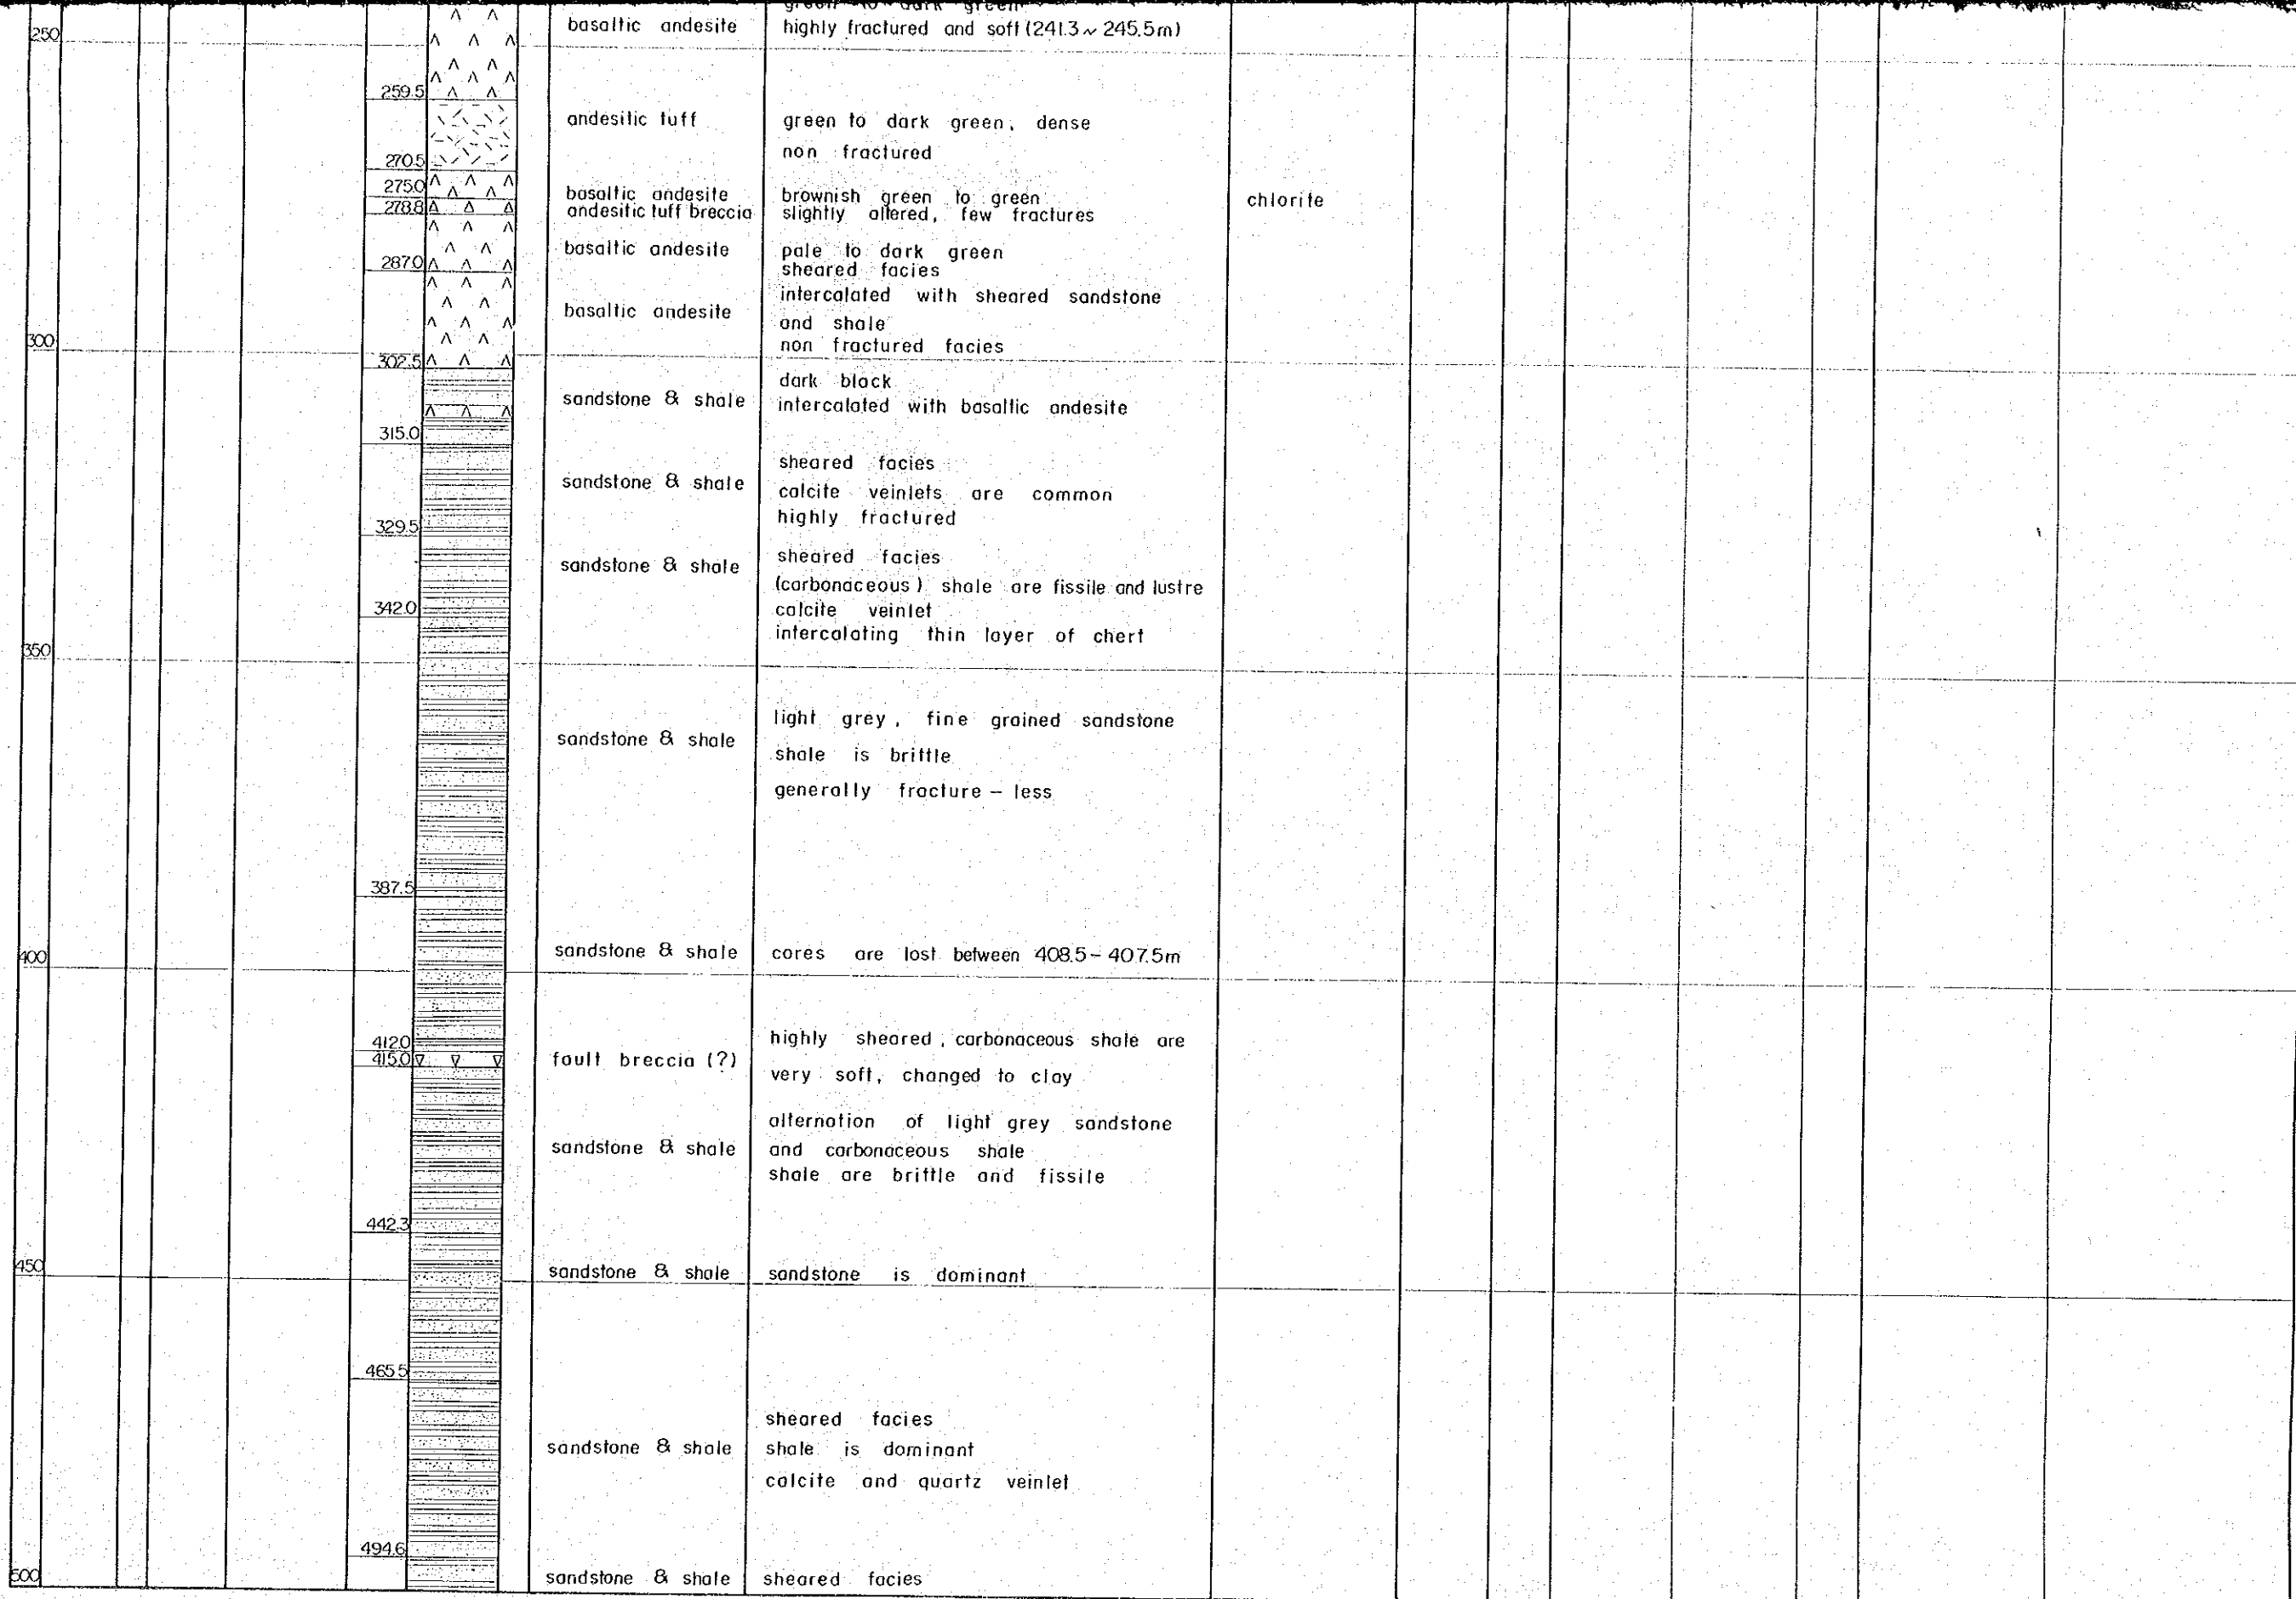 green to dark green
250 basaltic andesite highly fractured and soft (241.3 ~ 245.5m)
259.5
andesitic tuff green to dark green, dense
non fractured
270.5
275.0 basaltic andesite brownish green to green chlorite
278.8 andesitic tuff breccia slightly altered, few fractures
basaltic andesite pale to dark green
287.0 sheared facies
intercalated with sheared sandstone
basaltic andesite
and shale
300 non fractured facies
302.5
dark black
sandstone & shale intercalated with basaltic andesite
315.0
sheared facies
sandstone & shale calcite veinlets are common
highly fractured
329.5
sandstone & shale sheared facies
(carbonaceous) shale are fissile and lustre
342.0 calcite veinlet
intercalating thin layer of chert
350
light grey, fine grained sandstone
sandstone & shale
shale is brittle
generally fracture - less
387.5
400 sandstone & shale cores are lost between 408.5 - 407.5m
412.0 highly sheared, carbonaceous shale are
415.0 fault breccia (?)
very soft, changed to clay
alternation of light grey sandstone
sandstone & shale and carbonaceous shale
shale are brittle and fissile
442.3
450 sandstone & shale sandstone is dominant
465.5
sheared facies
sandstone & shale shale is dominant
calcite and quartz veinlet
494.6
500 sandstone & shale sheared facies